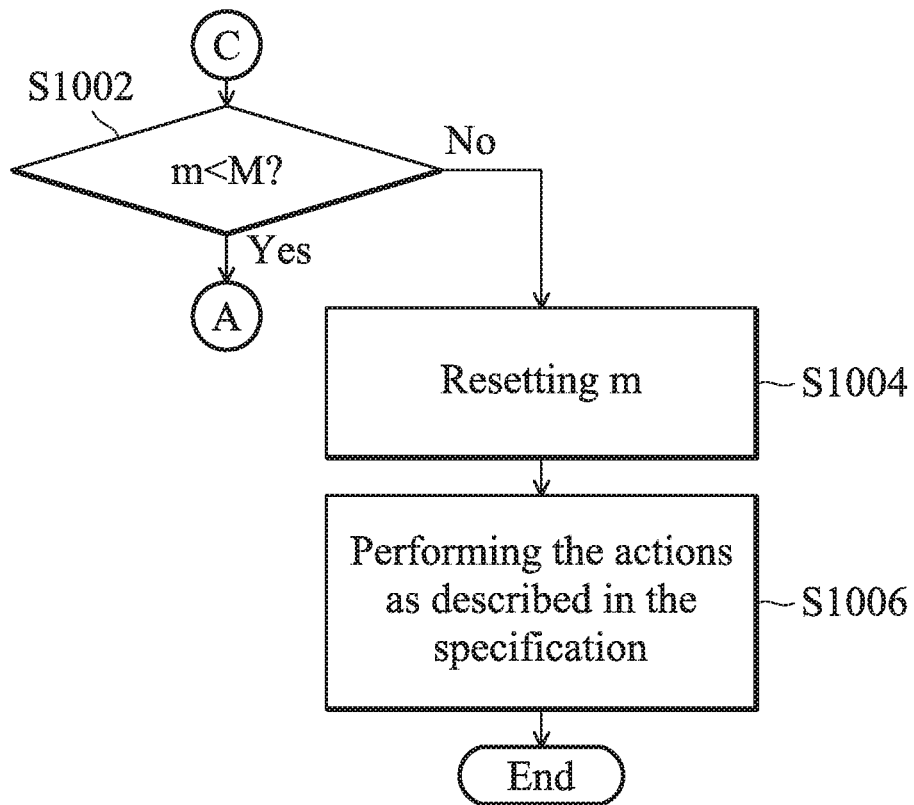 C
S1002
m<M?
No
Yes
A
Resetting m
S1004
Performing the actions
as described in the
specification
S1006
End